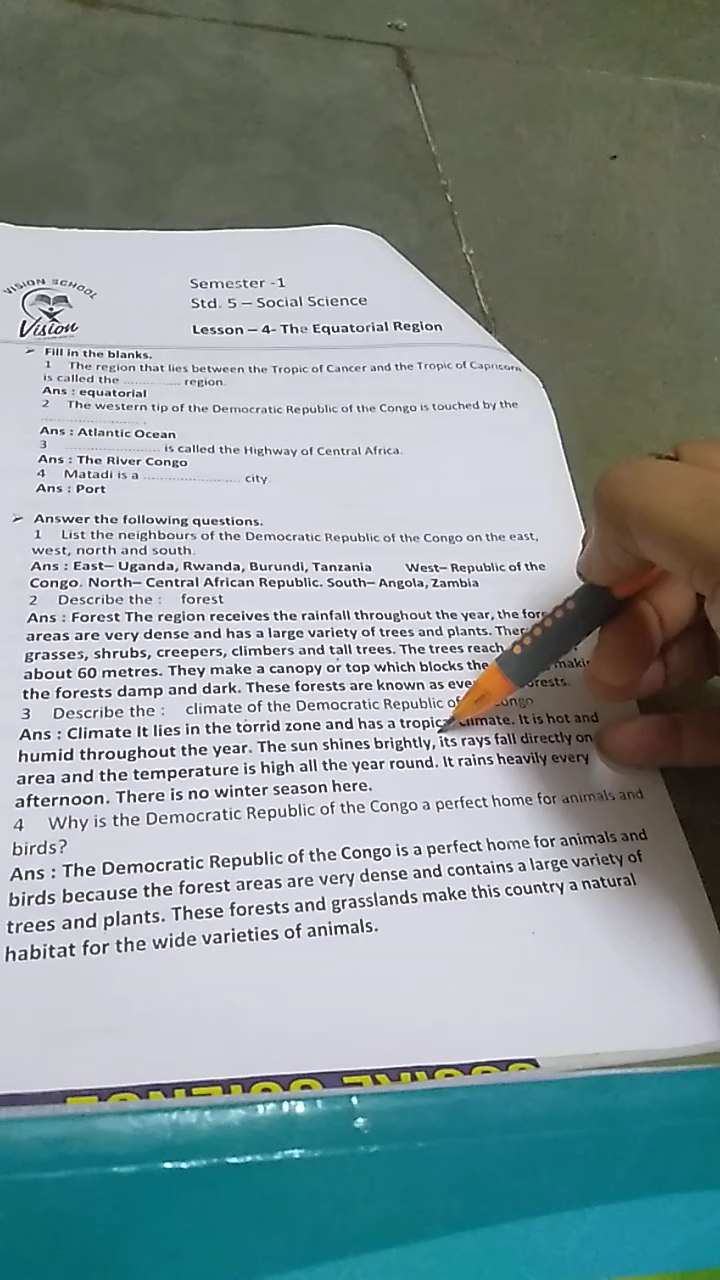 VISION SCHOOL
Vision
Semester -1
Std. 5 – Social Science
Lesson – 4- The Equatorial Region
➢ Fill in the blanks.
1 The region that lies between the Tropic of Cancer and the Tropic of Capricorn
is called the ................ region.
Ans : equatorial
2 The western tip of the Democratic Republic of the Congo is touched by the
............................ .
Ans : Atlantic Ocean
3 ............................ is called the Highway of Central Africa.
Ans : The River Congo
4 Matadi is a ............................ city
Ans : Port
➢ Answer the following questions.
1 List the neighbours of the Democratic Republic of the Congo on the east,
west, north and south.
Ans : East– Uganda, Rwanda, Burundi, Tanzania West– Republic of the
Congo. North– Central African Republic. South– Angola, Zambia
2 Describe the : forest
Ans : Forest The region receives the rainfall throughout the year, the
areas are very dense and has a large variety of trees and plants.
grasses, shrubs, creepers, climbers and tall trees. The trees reach
about 60 metres. They make a canopy or top which blocks the
the forests damp and dark. These forests are known as
3 Describe the : climate of the Democratic Republic of
Ans : Climate It lies in the torrid zone and has a climate. It is hot and
humid throughout the year. The sun shines brightly, its rays fall directly on
area and the temperature is high all the year round. It rains heavily every
afternoon. There is no winter season here.
4 Why is the Democratic Republic of the Congo a perfect home for animals and
birds?
Ans : The Democratic Republic of the Congo is a perfect home for animals and
birds because the forest areas are very dense and contains a large variety of
trees and plants. These forests and grasslands make this country a natural
habitat for the wide varieties of animals.